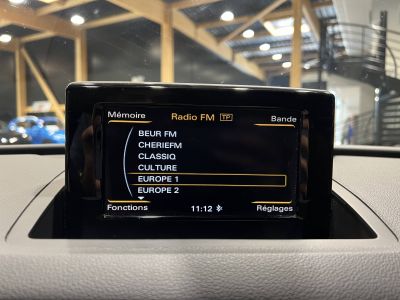 Mémoire Radio FM TP Bande
BEUR FM
CHERIEFM
CLASSIQ
CULTURE
EUROPE 1
EUROPE 2
Fonctions 11:12 Réglages